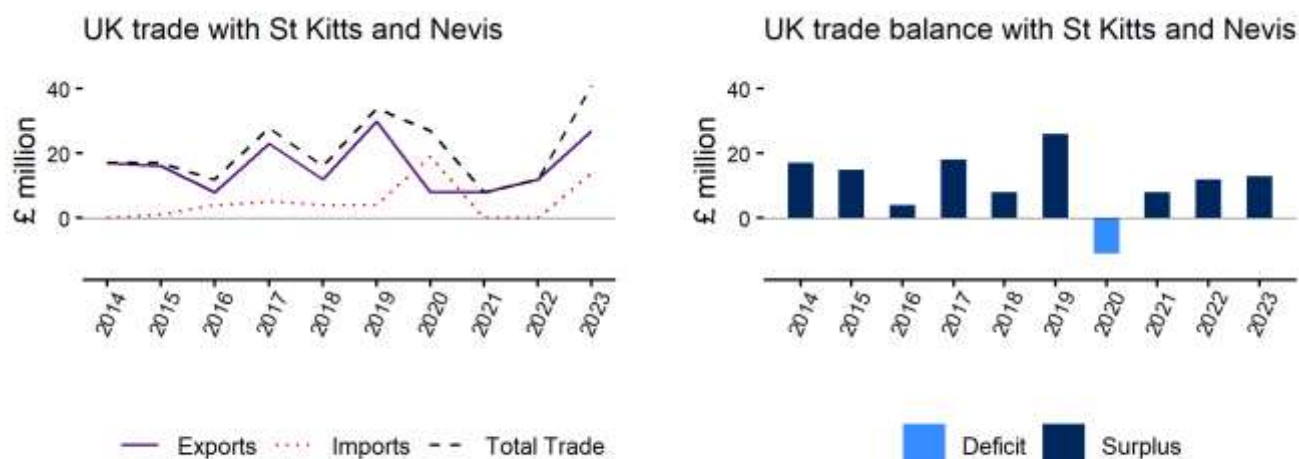 UK trade with St Kitts and Nevis
£ million
40
20
0
2014
2015
2016
2017
2018
2019
2020
2021
2022
2023
Exports
Imports
Total Trade
UK trade balance with St Kitts and Nevis
£ million
40
20
0
2014
2015
2016
2017
2018
2019
2020
2021
2022
2023
Deficit
Surplus